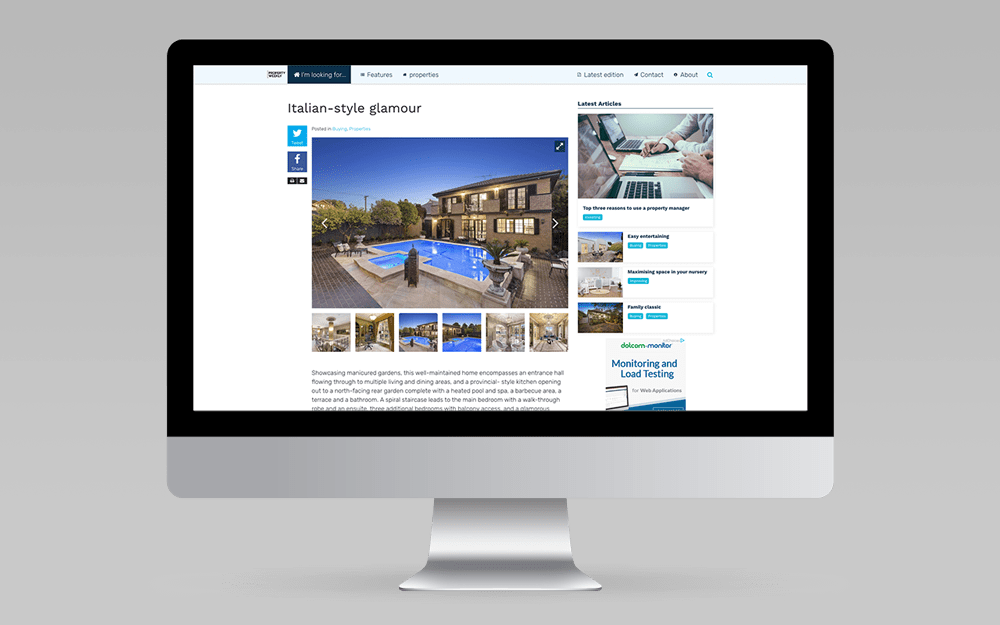 PROPERTY
WEEKLY
I'm looking for...
Features
properties
Latest edition
Contact
About
Italian-style glamour
Posted in Buying, Properties
Tweet
f
Share
Latest Articles
Top three reasons to use a property manager
Investing
Easy entertaining
Buying
Properties
Maximising space in your nursery
Improving
Family classic
Buying
Properties
dotcom-monitor
Monitoring and
Load Testing
for Web Applications
Showcasing manicured gardens, this well-maintained home encompasses an entrance hall
flowing through to multiple living and dining areas, and a provincial- style kitchen opening
out to a north-facing rear garden complete with a heated pool and spa, a barbecue area, a
terrace and a bathroom. A spiral staircase leads to the main bedroom with a walk-through
robe and an ensuite, three additional bedrooms with balcony access, and a glamorous